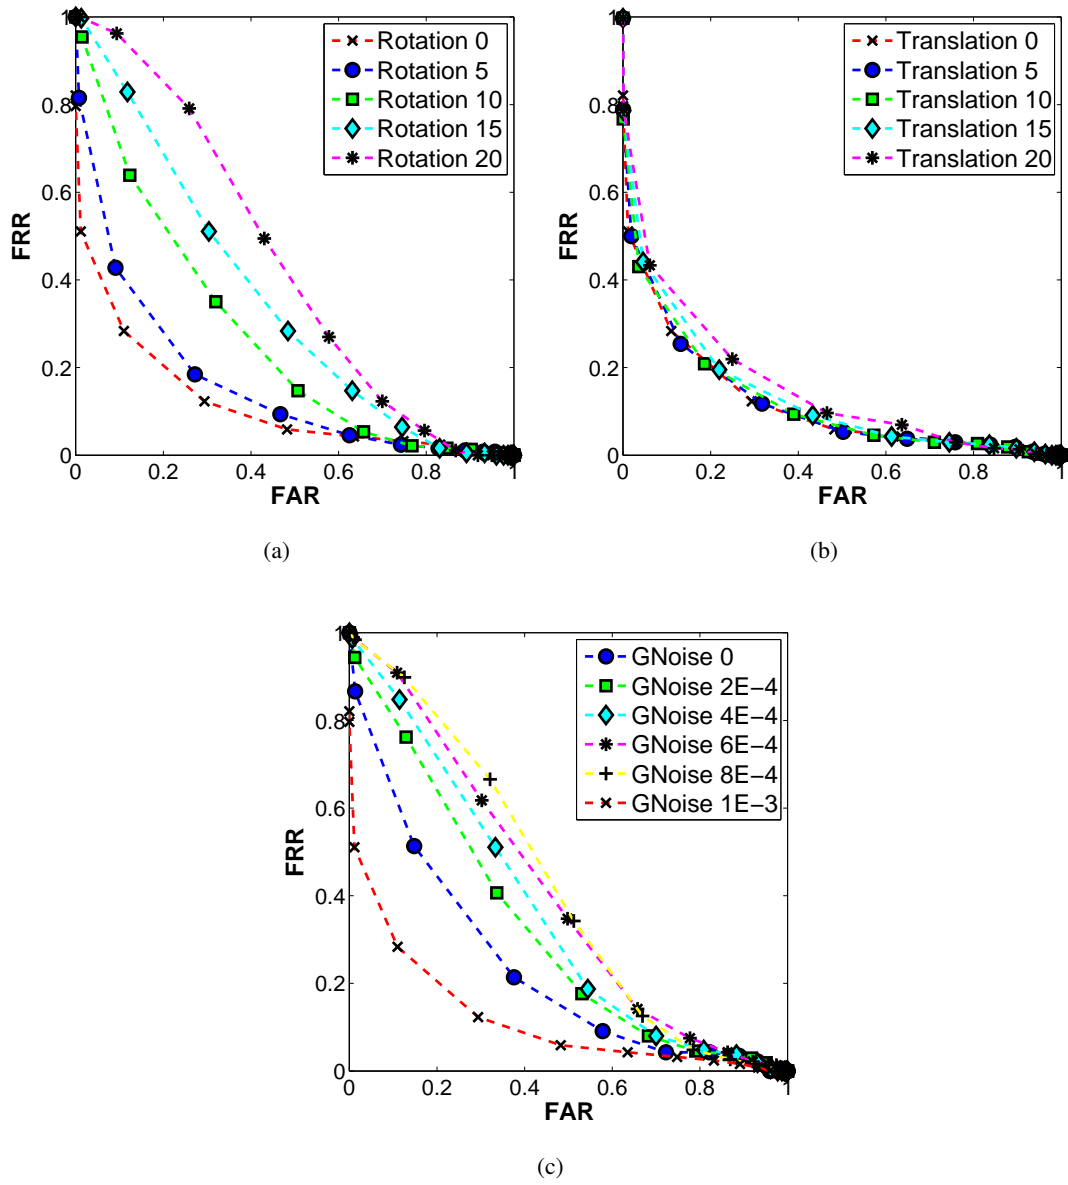 1
0.8
0.6
0.4
0.2
0
0.2
0.4
0.6
0.8
1
FRR
FAR
Rotation 0
Rotation 5
Rotation 10
Rotation 15
Rotation 20
(a)
1
0.8
0.6
0.4
0.2
0
0
0.2
0.4
0.6
0.8
1
FRR
FAR
Translation 0
Translation 5
Translation 10
Translation 15
Translation 20
(b)
1
0.8
0.6
0.4
0.2
0
0
0.2
0.4
0.6
0.8
1
FRR
FAR
GNoise 0
GNoise 2E−4
GNoise 4E−4
GNoise 6E−4
GNoise 8E−4
GNoise 1E−3
(c)